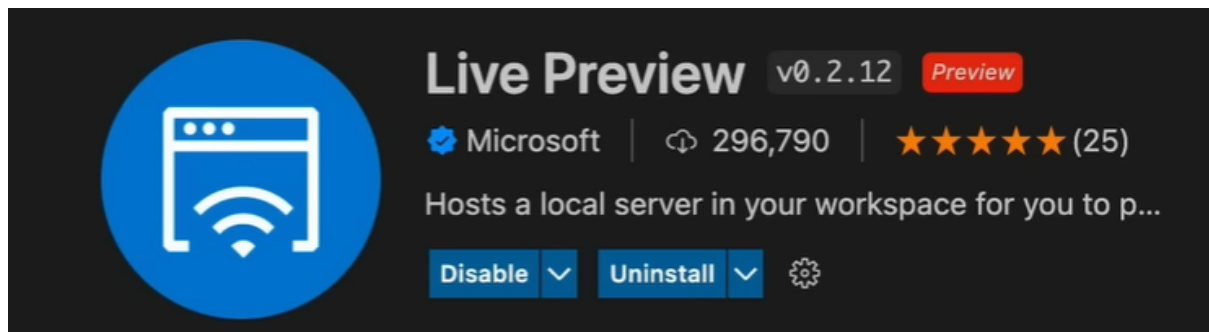 Live Preview v0.2.12 Preview
Microsoft 296,790 ★★★★★(25)
Hosts a local server in your workspace for you to p...
Disable Uninstall